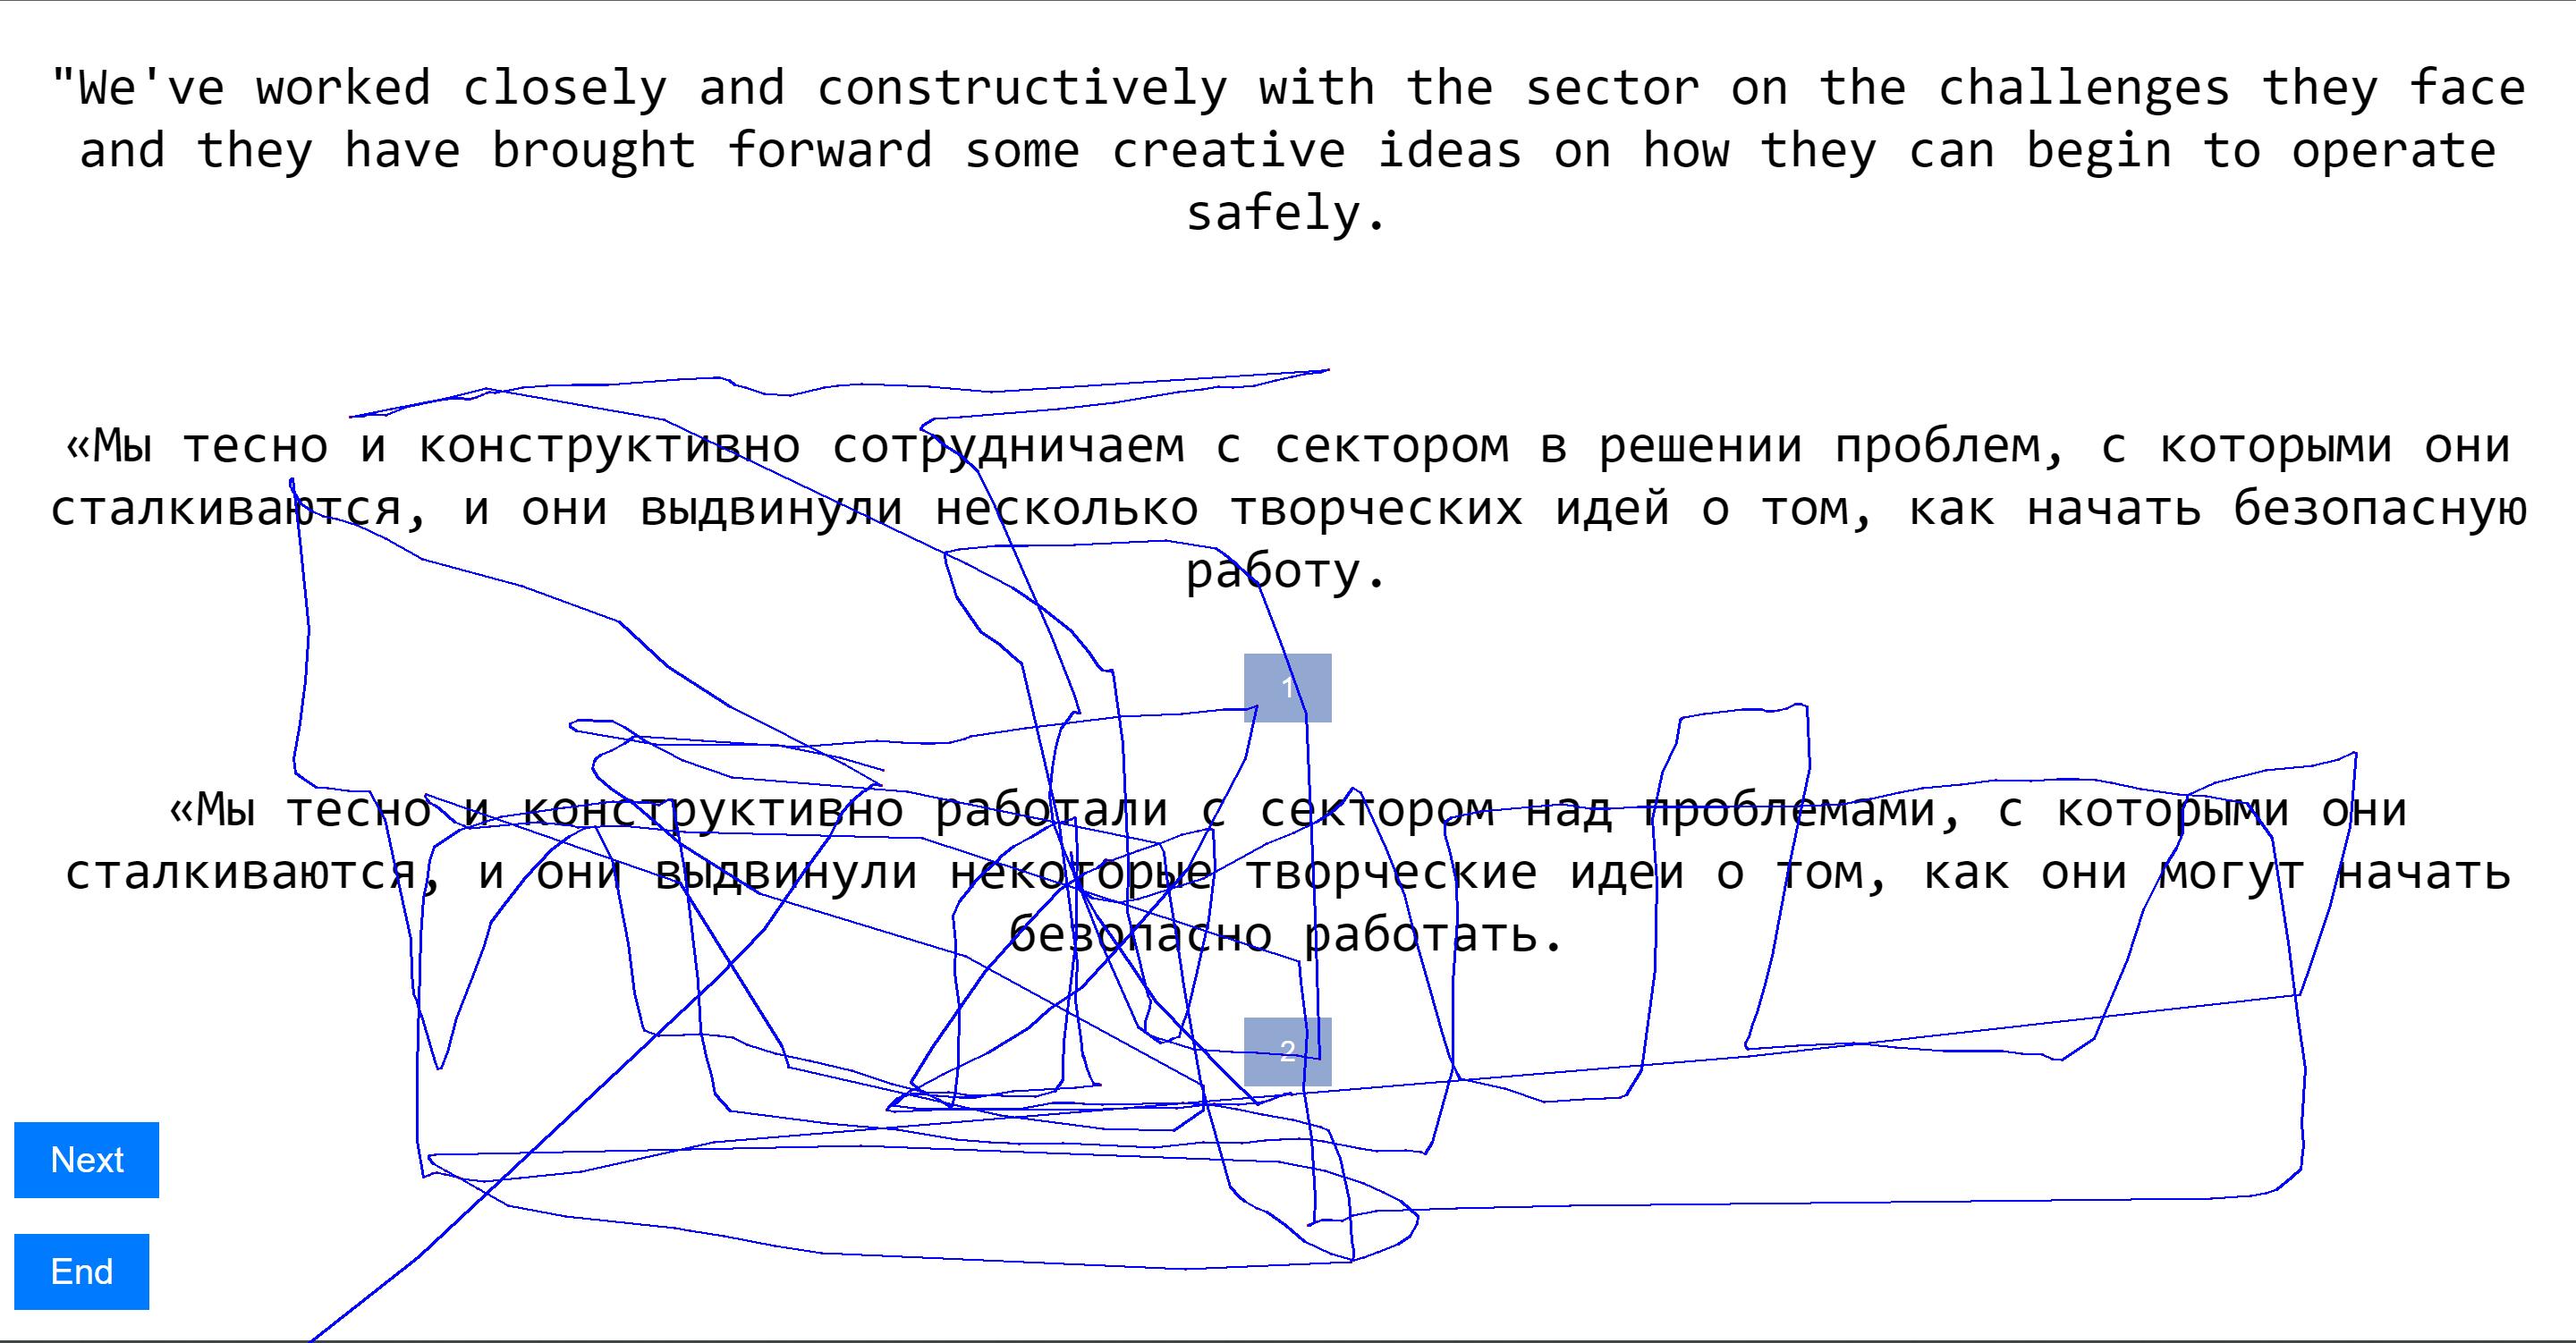 "We've worked closely and constructively with the sector on the challenges they face
and they have brought forward some creative ideas on how they can begin to operate
safely.
«Мы тесно и конструктивно сотрудничаем с сектором в решении проблем, с которыми они
сталкиваются, и они выдвинули несколько творческих идей о том, как начать безопасную
работу.
1
«Мы тесно и конструктивно работали с сектором над проблемами, с которыми они
сталкиваются, и они выдвинули некоторые творческие идеи о том, как они могут начать
безопасно работать.
2
Next
End